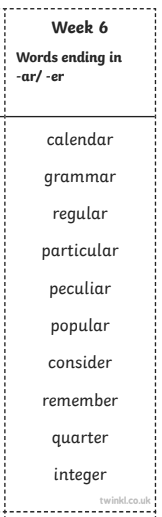 Week 6
Words ending in
-ar/ -er
calendar
grammar
regular
particular
peculiar
popular
consider
remember
quarter
integer
twinkl.co.uk